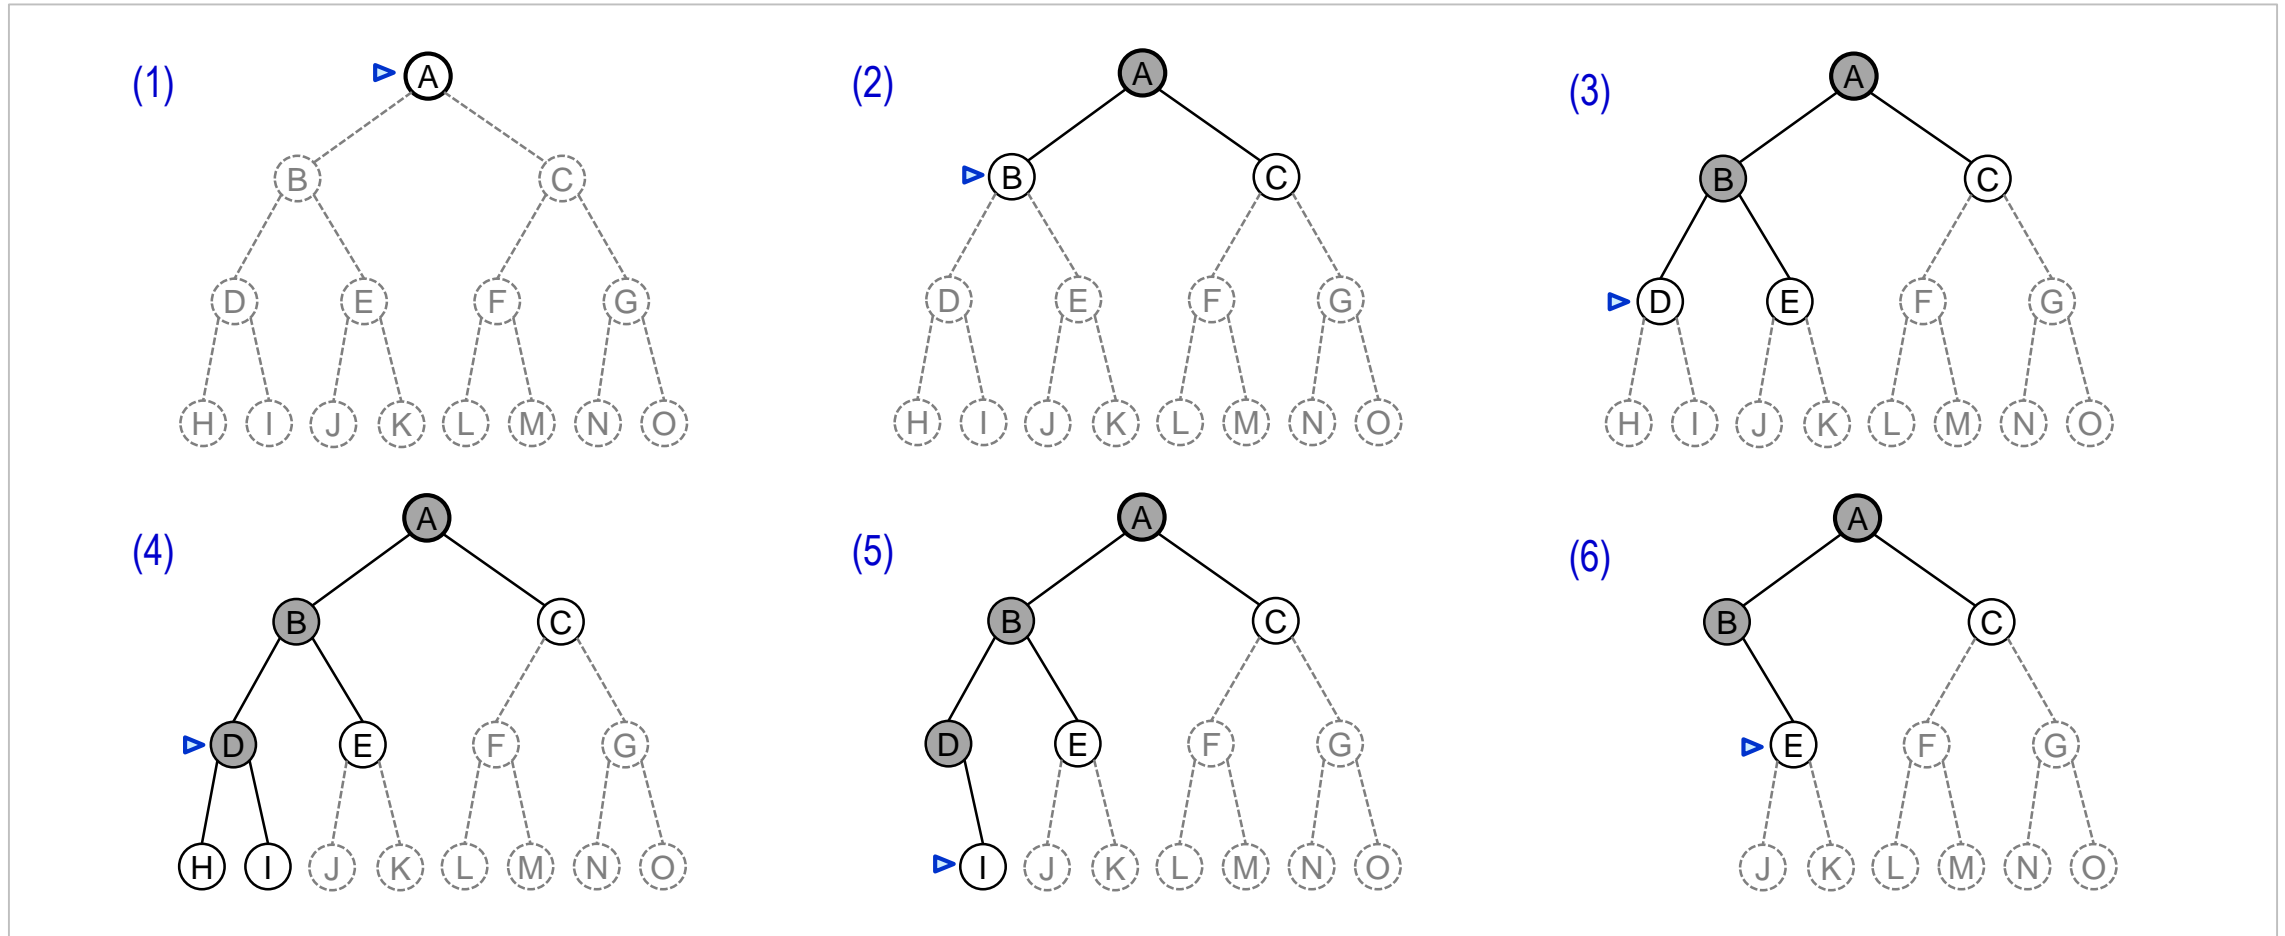 (1) A (2) A (3) A
B C B C B C
D E F G D E F G D E F G
H I J K L M N O H I J K L M N O H I J K L M N O
(4) A (5) A (6) A
B C B C B C
D E F G D E F G E F G
H I J K L M N O I J K L M N O J K L M N O